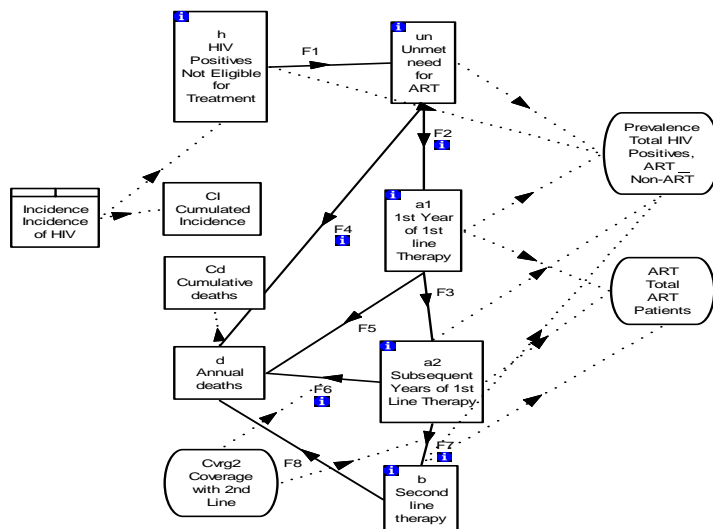 i
h
HIV
Positives
Not Eligible
for
Treatment
F1
i
un
Unmet
need
for
ART
F2
i
Prevalence
Total HIV
Positives,
ART
Non-ART
Incidence
Incidence
of HIV
CI
Cumulated
Incidence
i
a1
1st Year
of 1st
line
Therapy
F4
i
Cd
Cumulative
deaths
F3
ART
Total
ART
Patients
F5
d
Annual
deaths
i
a2
Subsequent
Years of 1st
Line Therapy
F6
i
Cvrg2
Coverage
with 2nd
Line
F8
F7
i
i
b
Second
line
therapy